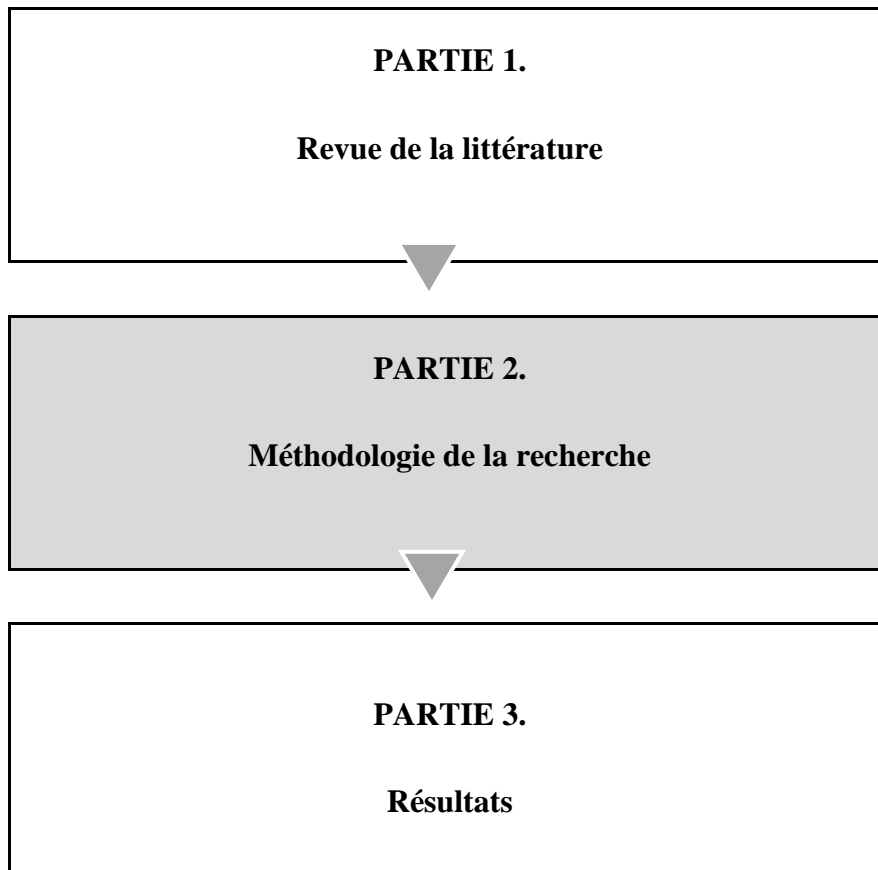 PARTIE 1.
Revue de la littérature
PARTIE 2.
Méthodologie de la recherche
PARTIE 3.
Résultats